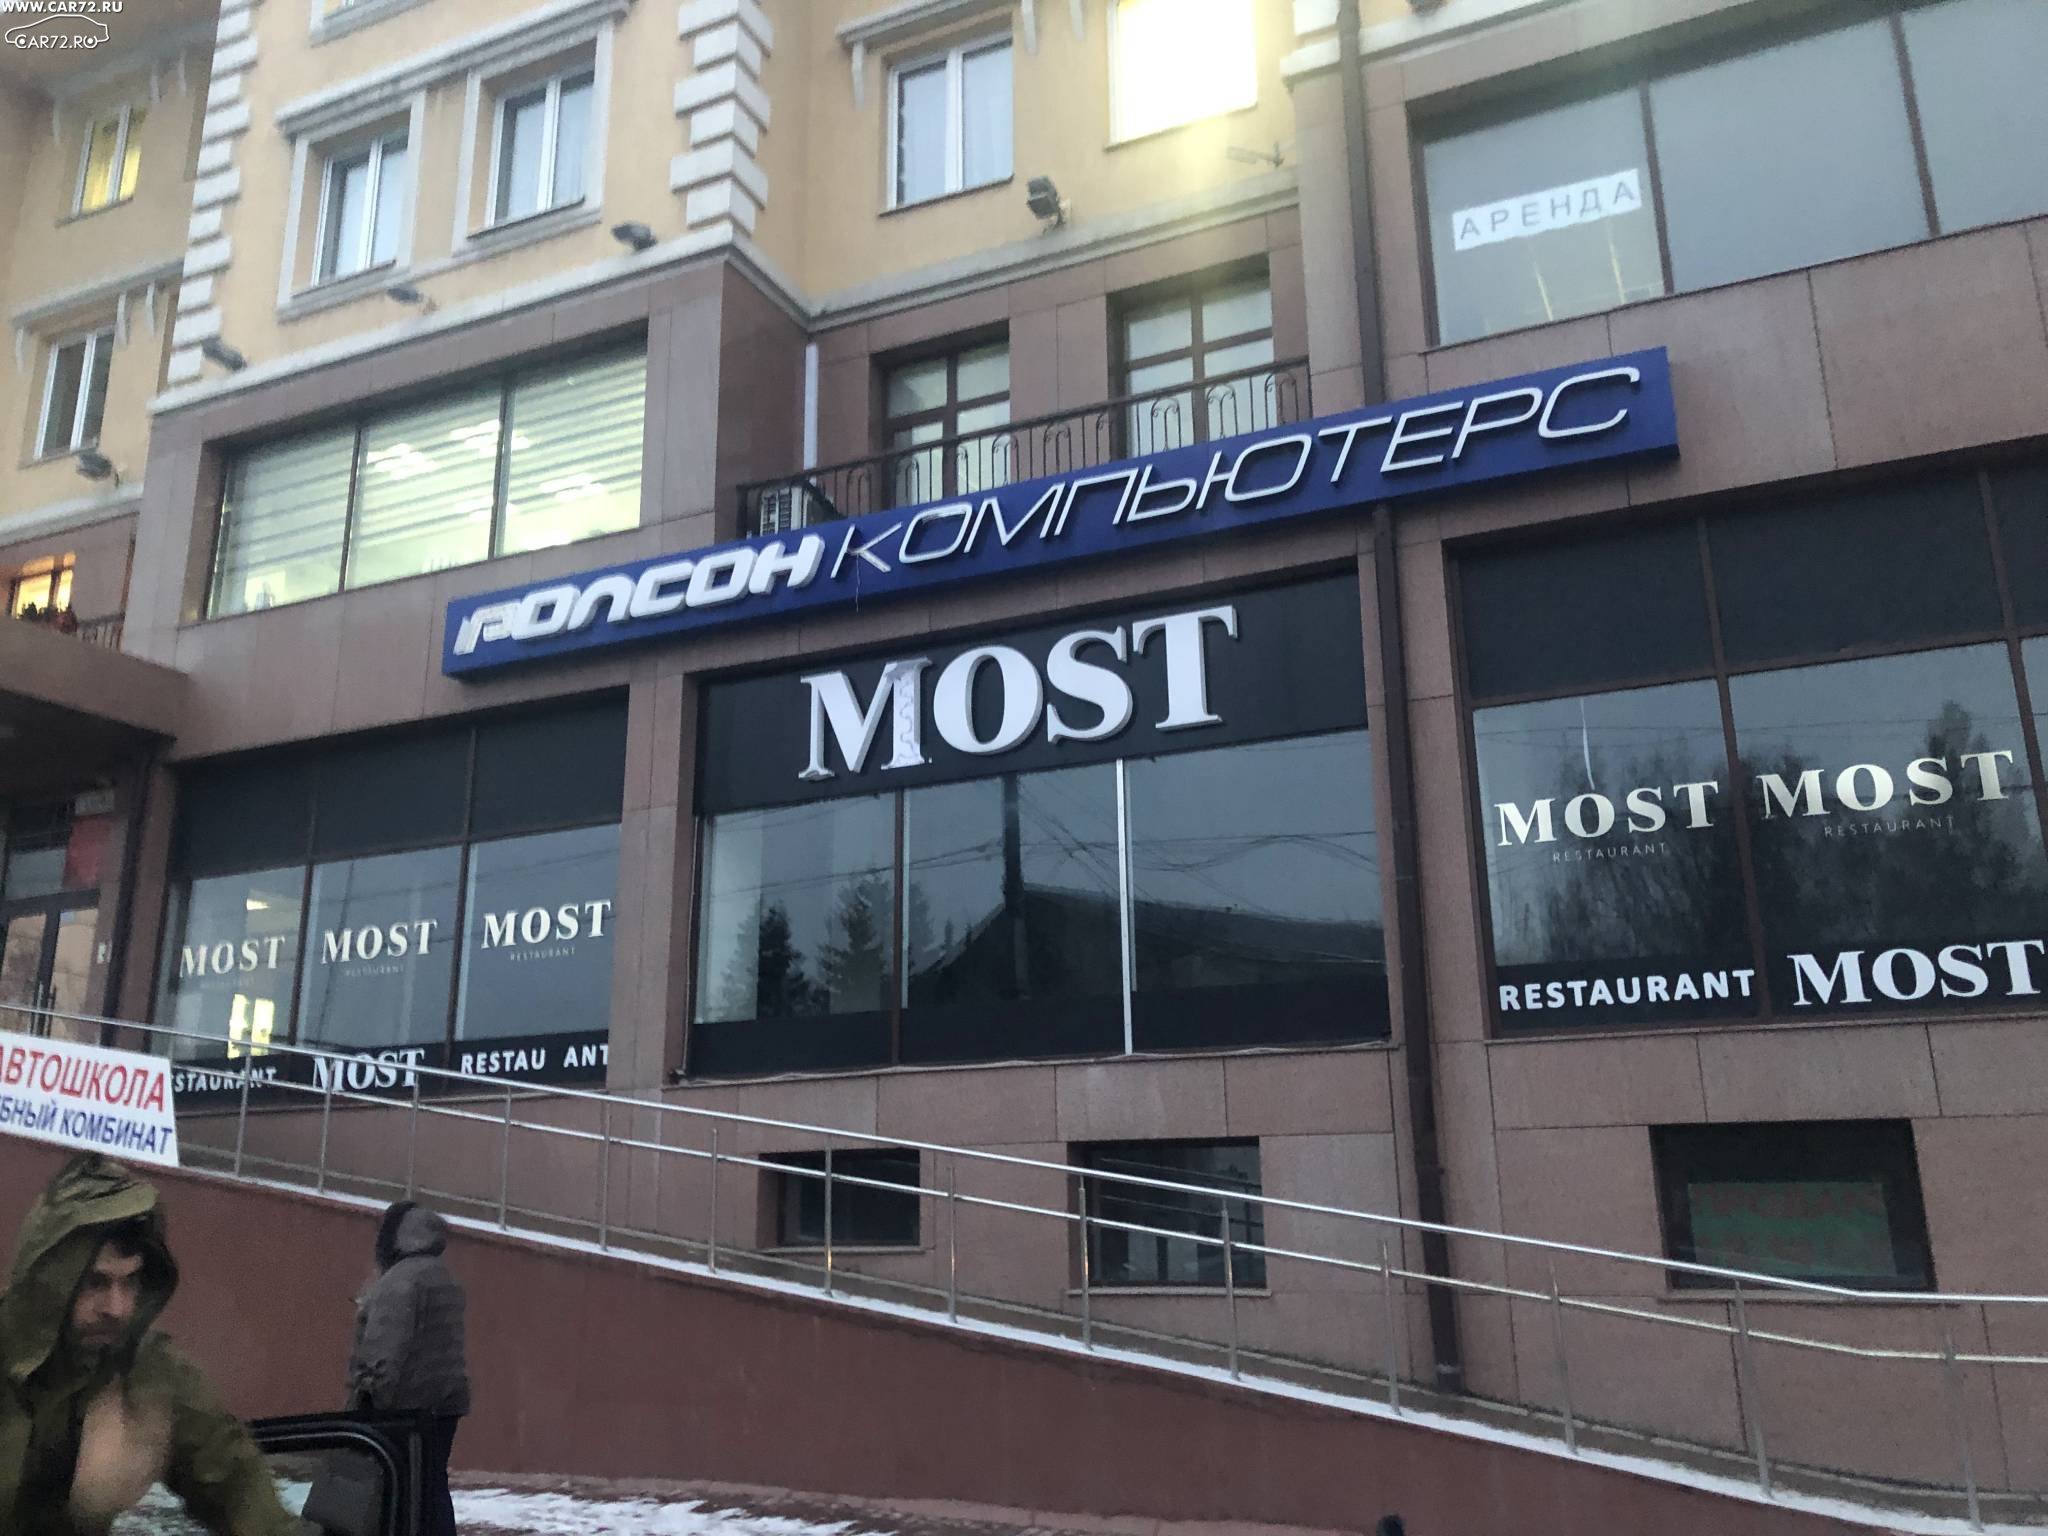 WWW.CAR72.RU
CAR72.RU
АРЕНДА
РОЛСОН КОМПЬЮТЕРС
MOST
MOST MOST
RESTAURANT RESTAURANT
MOST MOST MOST
RESTAURANT RESTAURANT RESTAURANT
RESTAURANT MOST
ESTAURANT MOST RESTAU ANT
АВТОШКОЛА
БНЫЙ КОМБИНАТ